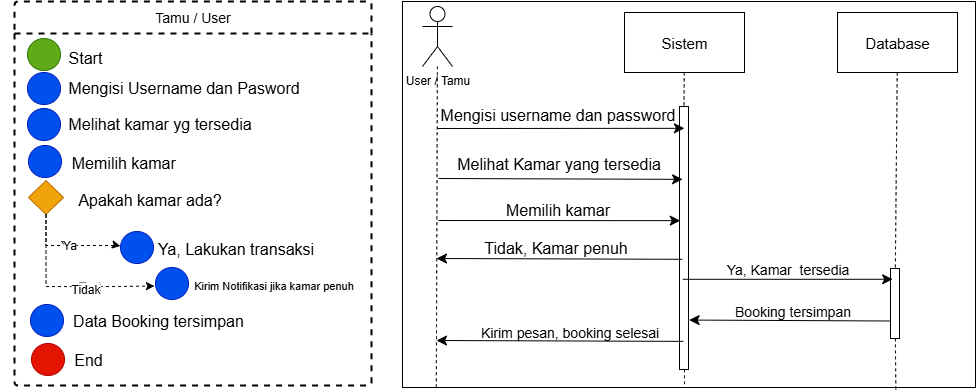 Tamu / User
Start
Mengisi Username dan Pasword
Melihat kamar yg tersedia
Memilih kamar
Apakah kamar ada?
Ya
Ya, Lakukan transaksi
Tidak
Kirim Notifikasi jika kamar penuh
Data Booking tersimpan
End
User / Tamu
Sistem
Database
Mengisi username dan password
Melihat Kamar yang tersedia
Memilih kamar
Tidak, Kamar penuh
Ya, Kamar tersedia
Booking tersimpan
Kirim pesan, booking selesai